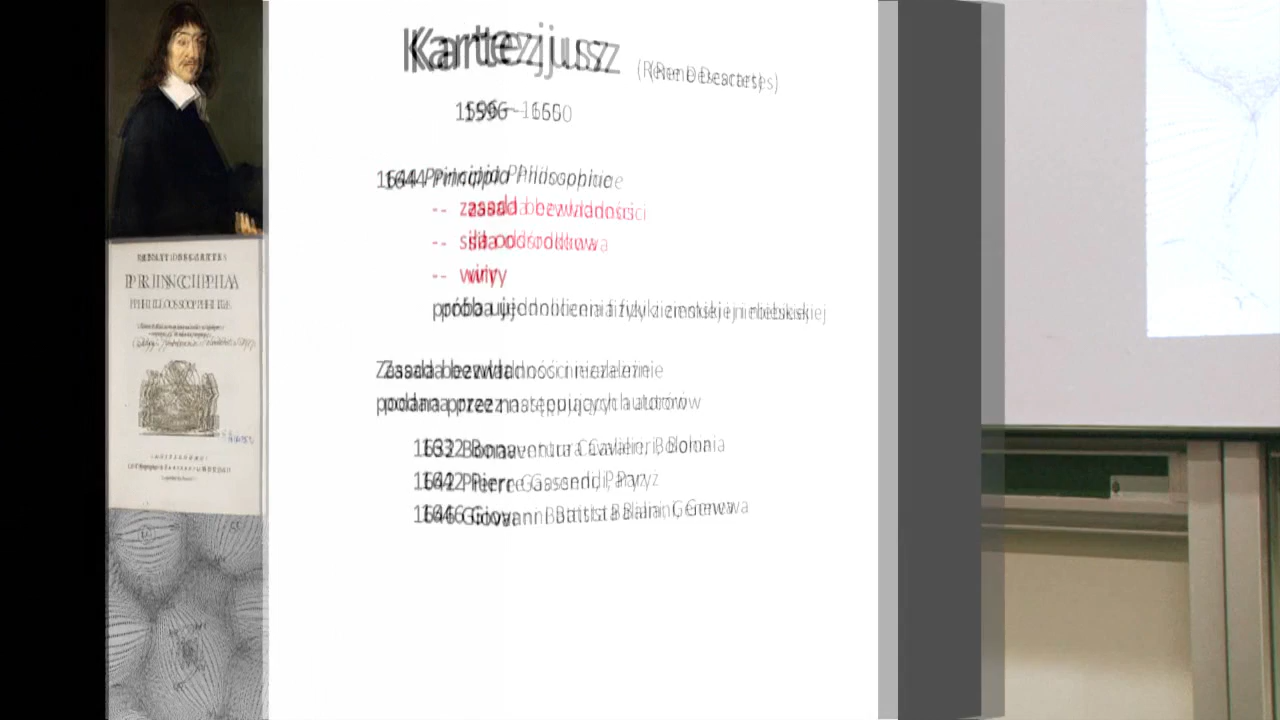 Kartezjusz (Rene Descartes)
1596 – 1650
1644 Principia Philosophiae
-- zasada bezwładności
-- siła odśrodkowa
-- wiry
próba ujednolicenia fizyki ziemskiej i niebieskiej
Zasada bezwładności niezależnie
podana przez następujących autorów
1632 Bonaventura Cavalieri, Bolonia
1642 Pierre Gassendi, Paryż
1646 Giovanni Battista Baliani, Genewa
PRINCIPIA
PHILOSOPHIÆ